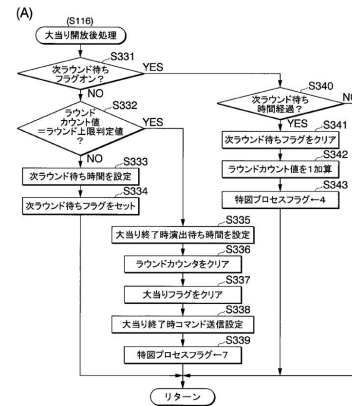 (A)
(S116)
大当り開放後処理
S331
次ラウンド待ち
フラグオン?
YES
NO
S332
ラウンド
カウント値
=ラウンド上限判定値
?
YES
NO
S333
次ラウンド待ち時間を設定
S334
次ラウンド待ちフラグをセット
S335
大当り終了時演出待ち時間を設定
S336
ラウンドカウンタをクリア
S337
大当りフラグをクリア
S338
大当り終了時コマンド送信設定
S339
特図プロセスフラグ←7
S340
次ラウンド待ち
時間経過?
NO
YES
S341
次ラウンド待ちフラグをクリア
S342
ラウンドカウント値を1加算
S343
特図プロセスフラグ←4
リターン